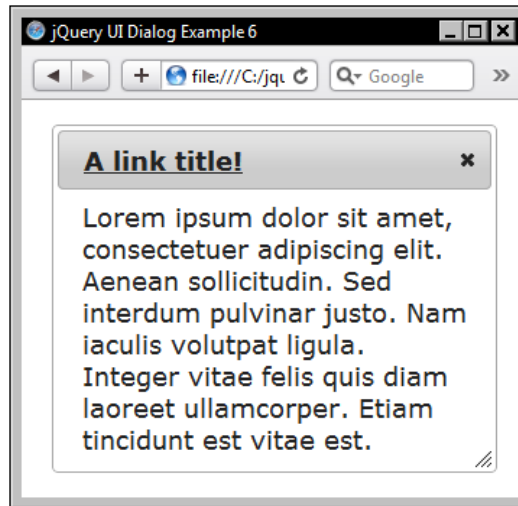 jQuery UI Dialog Example 6
file:///C:/jqu
Google
A link title!
Lorem ipsum dolor sit amet,
consectetuer adipiscing elit.
Aenean sollicitudin. Sed
interdum pulvinar justo. Nam
iaculis volutpat ligula.
Integer vitae felis quis diam
laoreet ullamcorper. Etiam
tincidunt est vitae est.